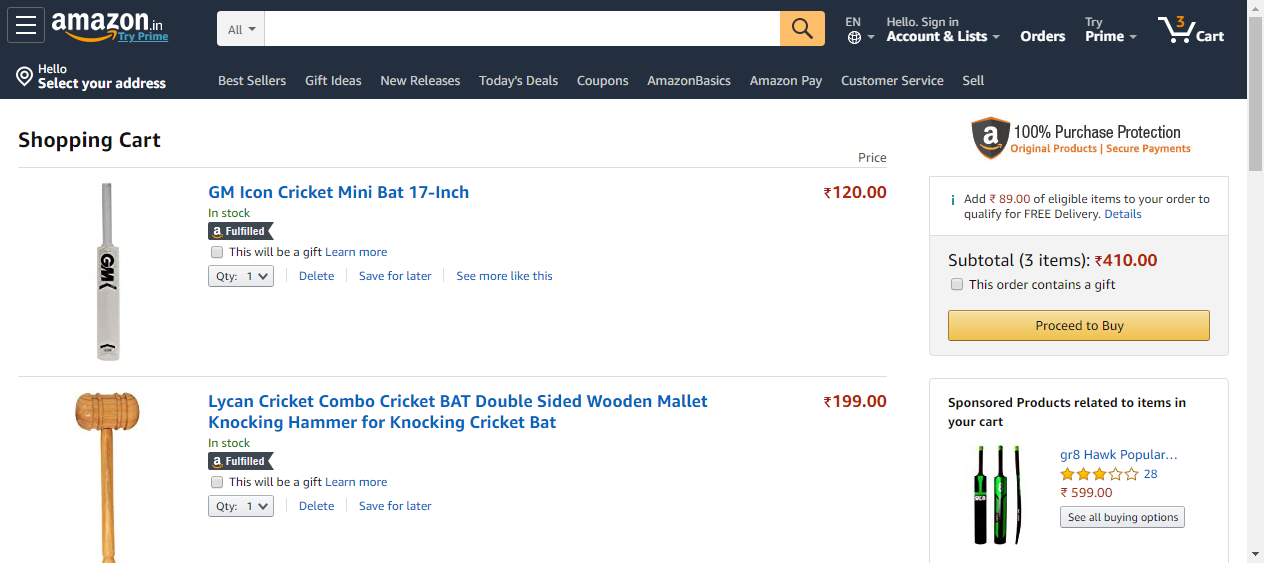 amazon.in
Try Prime
All
EN
Hello. Sign in
Account & Lists
Orders
Try
Prime
3
Cart
Hello
Select your address
Best Sellers
Gift Ideas
New Releases
Today's Deals
Coupons
AmazonBasics
Amazon Pay
Customer Service
Sell
Shopping Cart
Price
GM Icon Cricket Mini Bat 17-Inch
₹120.00
In stock
a Fulfilled
This will be a gift Learn more
Qty: 1
Delete
Save for later
See more like this
GM
Lycan Cricket Combo Cricket BAT Double Sided Wooden Mallet
Knocking Hammer for Knocking Cricket Bat
₹199.00
In stock
a Fulfilled
This will be a gift Learn more
Qty: 1
Delete
Save for later
a
100% Purchase Protection
Original Products | Secure Payments
i
Add ₹ 89.00 of eligible items to your order to
qualify for FREE Delivery. Details
Subtotal (3 items): ₹410.00
This order contains a gift
Proceed to Buy
Sponsored Products related to items in
your cart
gr8 Hawk Popular...
28
₹ 599.00
See all buying options